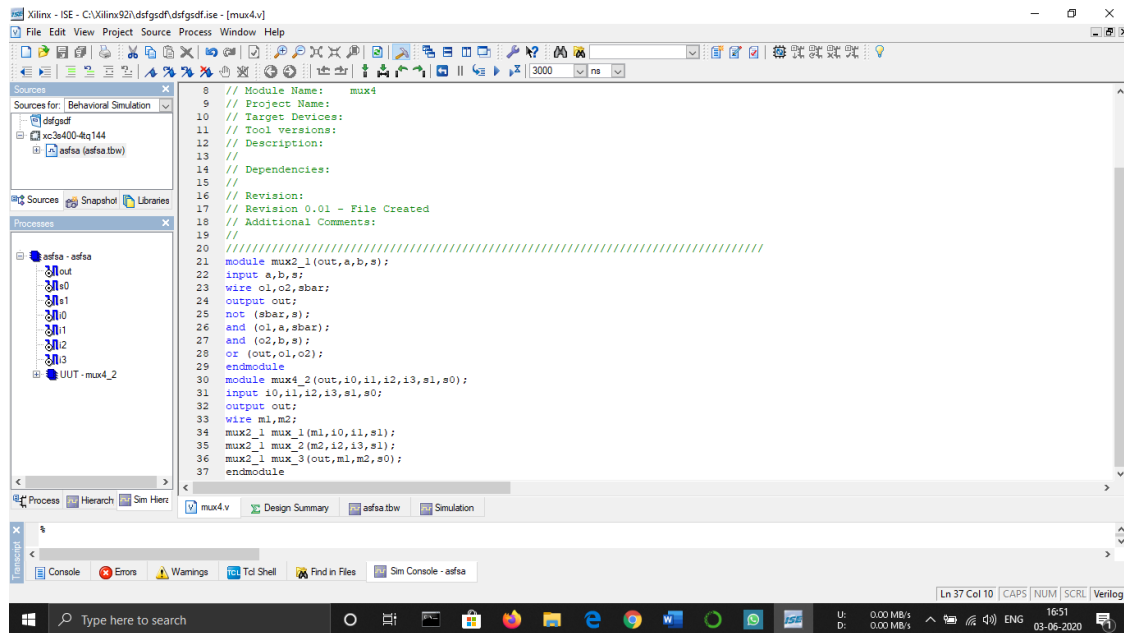 Xilinx - ISE - C:\Xilinx92i\dsfgsdf\dsfgsdf.ise - [mux4.v]
File Edit View Project Source Process Window Help
3000 ns
Sources
Sources for: Behavioral Simulation
dsfgsdf
xc3s400-4tq144
asfsa (asfsa.tbw)
Sources Snapshot Libraries
Processes
asfsa - asfsa
out
s0
s1
i0
i1
i2
i3
UUT - mux4_2
Process Hierarch Sim Hiera
8 // Module Name: mux4
9 // Project Name:
10 // Target Devices:
11 // Tool versions:
12 // Description:
13 //
14 // Dependencies:
15 //
16 // Revision:
17 // Revision 0.01 - File Created
18 // Additional Comments:
19 //
20 //////////////////////////////////////////////////////////////////////////////////
21 module mux2_1(out,a,b,s);
22 input a,b,s;
23 wire o1,o2,sbar;
24 output out;
25 not (sbar,s);
26 and (o1,a,sbar);
27 and (o2,b,s);
28 or (out,o1,o2);
29 endmodule
30 module mux4_2(out,i0,i1,i2,i3,s1,s0);
31 input i0,i1,i2,i3,s1,s0;
32 output out;
33 wire m1,m2;
34 mux2_1 mux_1(m1,i0,i1,s1);
35 mux2_1 mux_2(m2,i2,i3,s1);
36 mux2_1 mux_3(out,m1,m2,s0);
37 endmodule
mux4.v Design Summary asfsa.tbw Simulation
%
Transcript
Console Errors Warnings Tcl Shell Find in Files Sim Console - asfsa
Ln 37 Col 10 CAPS NUM SCRL Verilog
Type here to search
U: 0.00 MB/s
D: 0.00 MB/s
ENG
16:51
03-06-2020